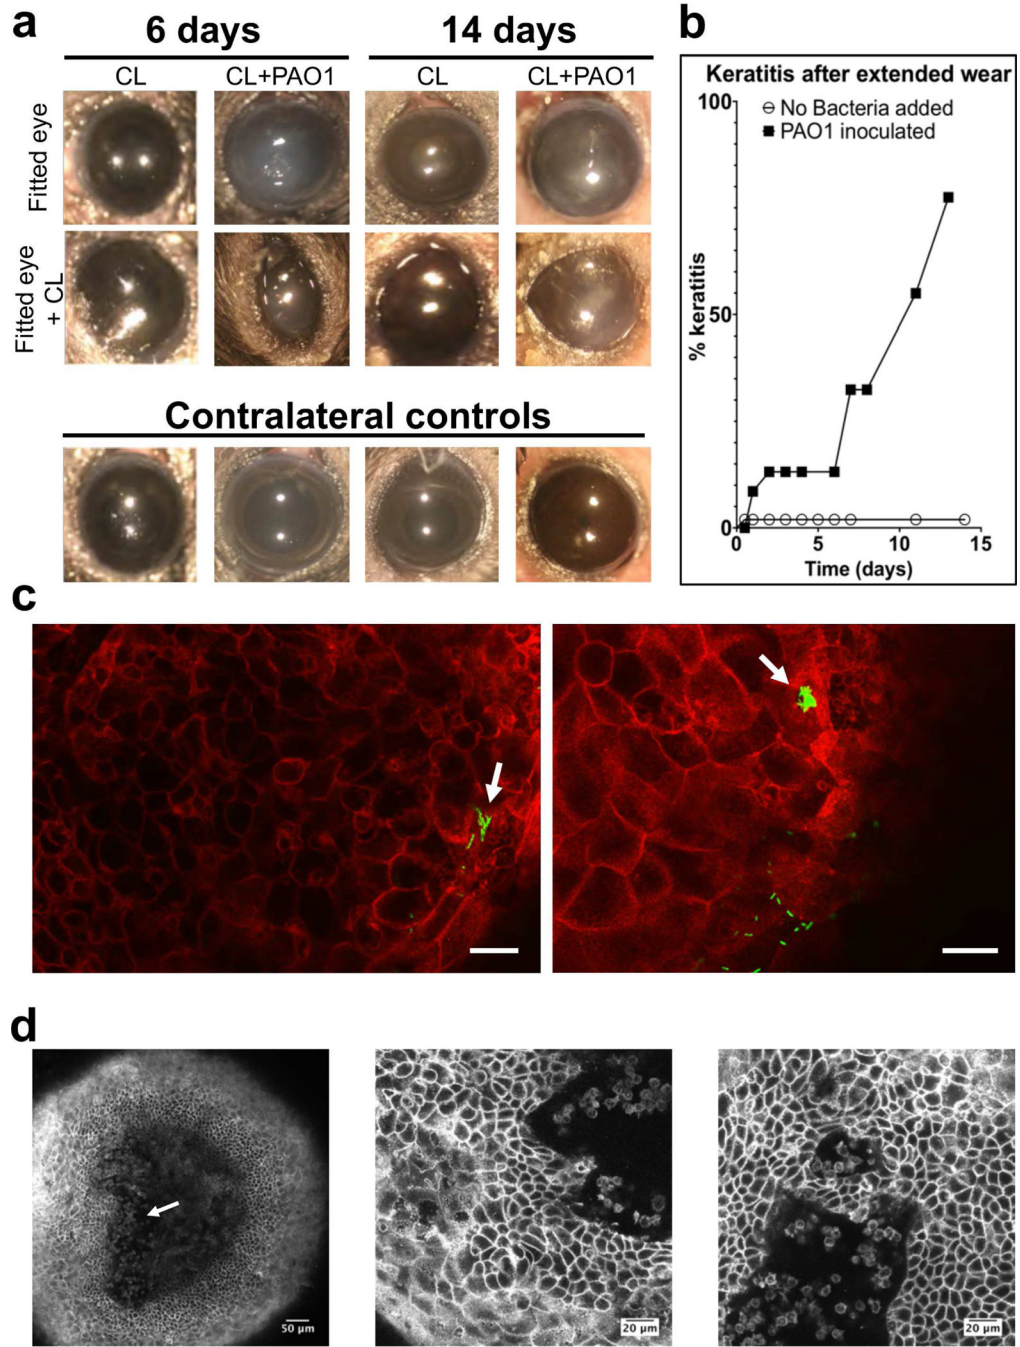 a
6 days
14 days
CL
CL+PAO1
CL
CL+PAO1
Fitted eye
Fitted eye
+ CL
Contralateral controls
b
Keratitis after extended wear
100
50
0
% keratitis
No Bacteria added
PAO1 inoculated
0
5
10
15
Time (days)
c
d
50 µm
20 µm
20 µm